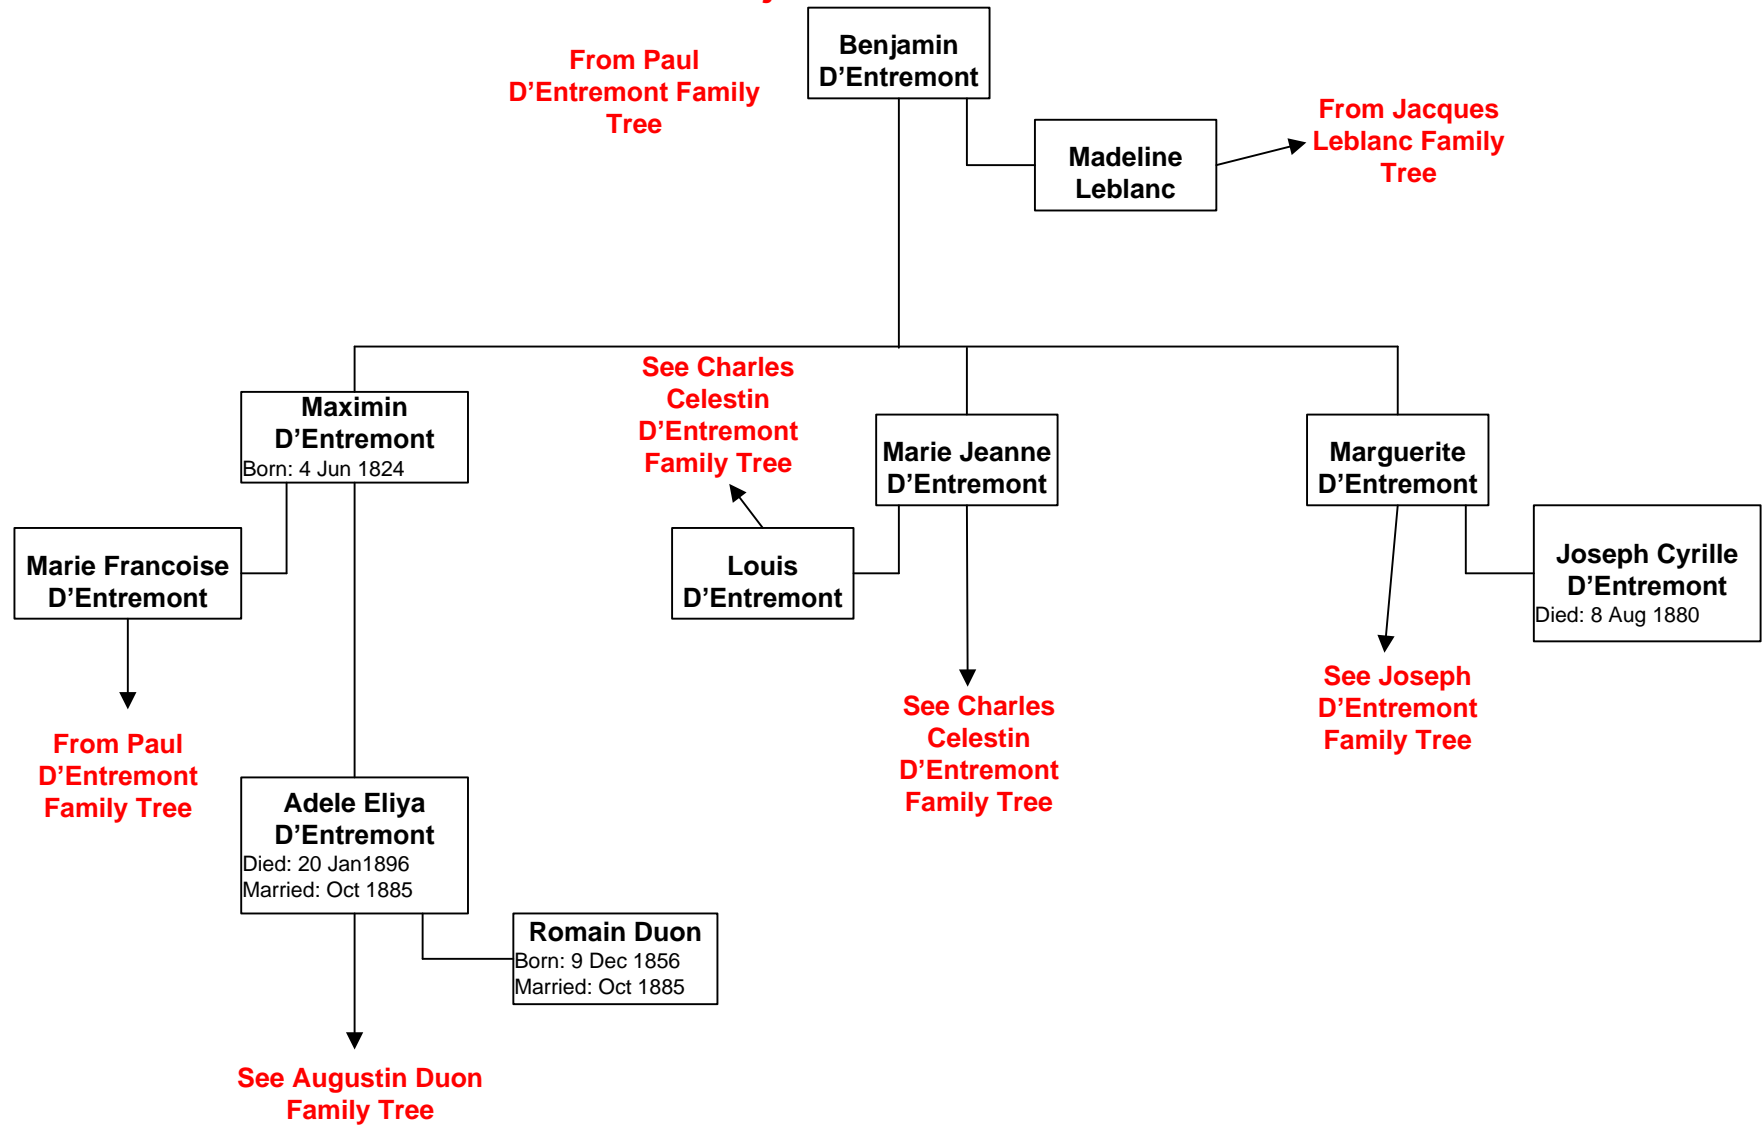 Benjamin
D'Entremont
From Paul
D'Entremont Family
Tree
From Jacques
Leblanc Family
Tree
Madeline
Leblanc
See Charles
Celestin
D'Entremont
Family Tree
Maximin
D'Entremont
Born: 4 Jun 1824
Marie Jeanne
D'Entremont
Marguerite
D'Entremont
Marie Francoise
D'Entremont
Louis
D'Entremont
Joseph Cyrille
D'Entremont
Died: 8 Aug 1880
From Paul
D'Entremont
Family Tree
See Charles
Celestin
D'Entremont
Family Tree
See Joseph
D'Entremont
Family Tree
Adele Eliya
D'Entremont
Died: 20 Jan1896
Married: Oct 1885
Romain Duon
Born: 9 Dec 1856
Married: Oct 1885
See Augustin Duon
Family Tree